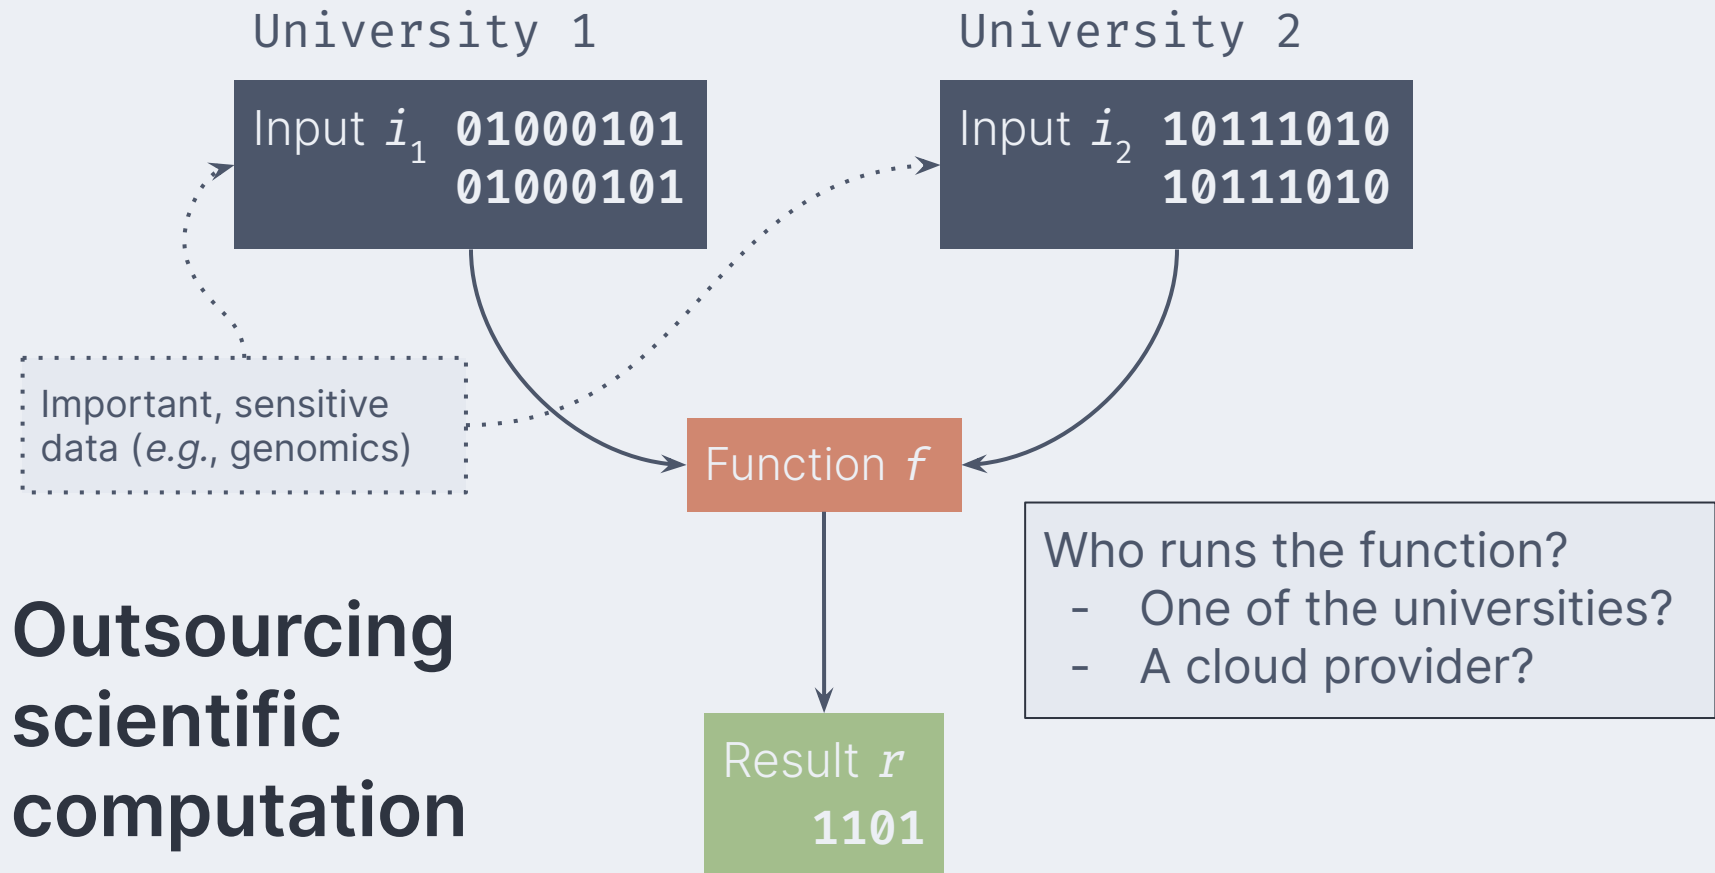 University 1
Input i₁ 01000101
01000101
University 2
Input i₂ 10111010
10111010
Important, sensitive
data (e.g., genomics)
Function f
Who runs the function?
- One of the universities?
- A cloud provider?
Outsourcing
scientific
computation
Result r
1101